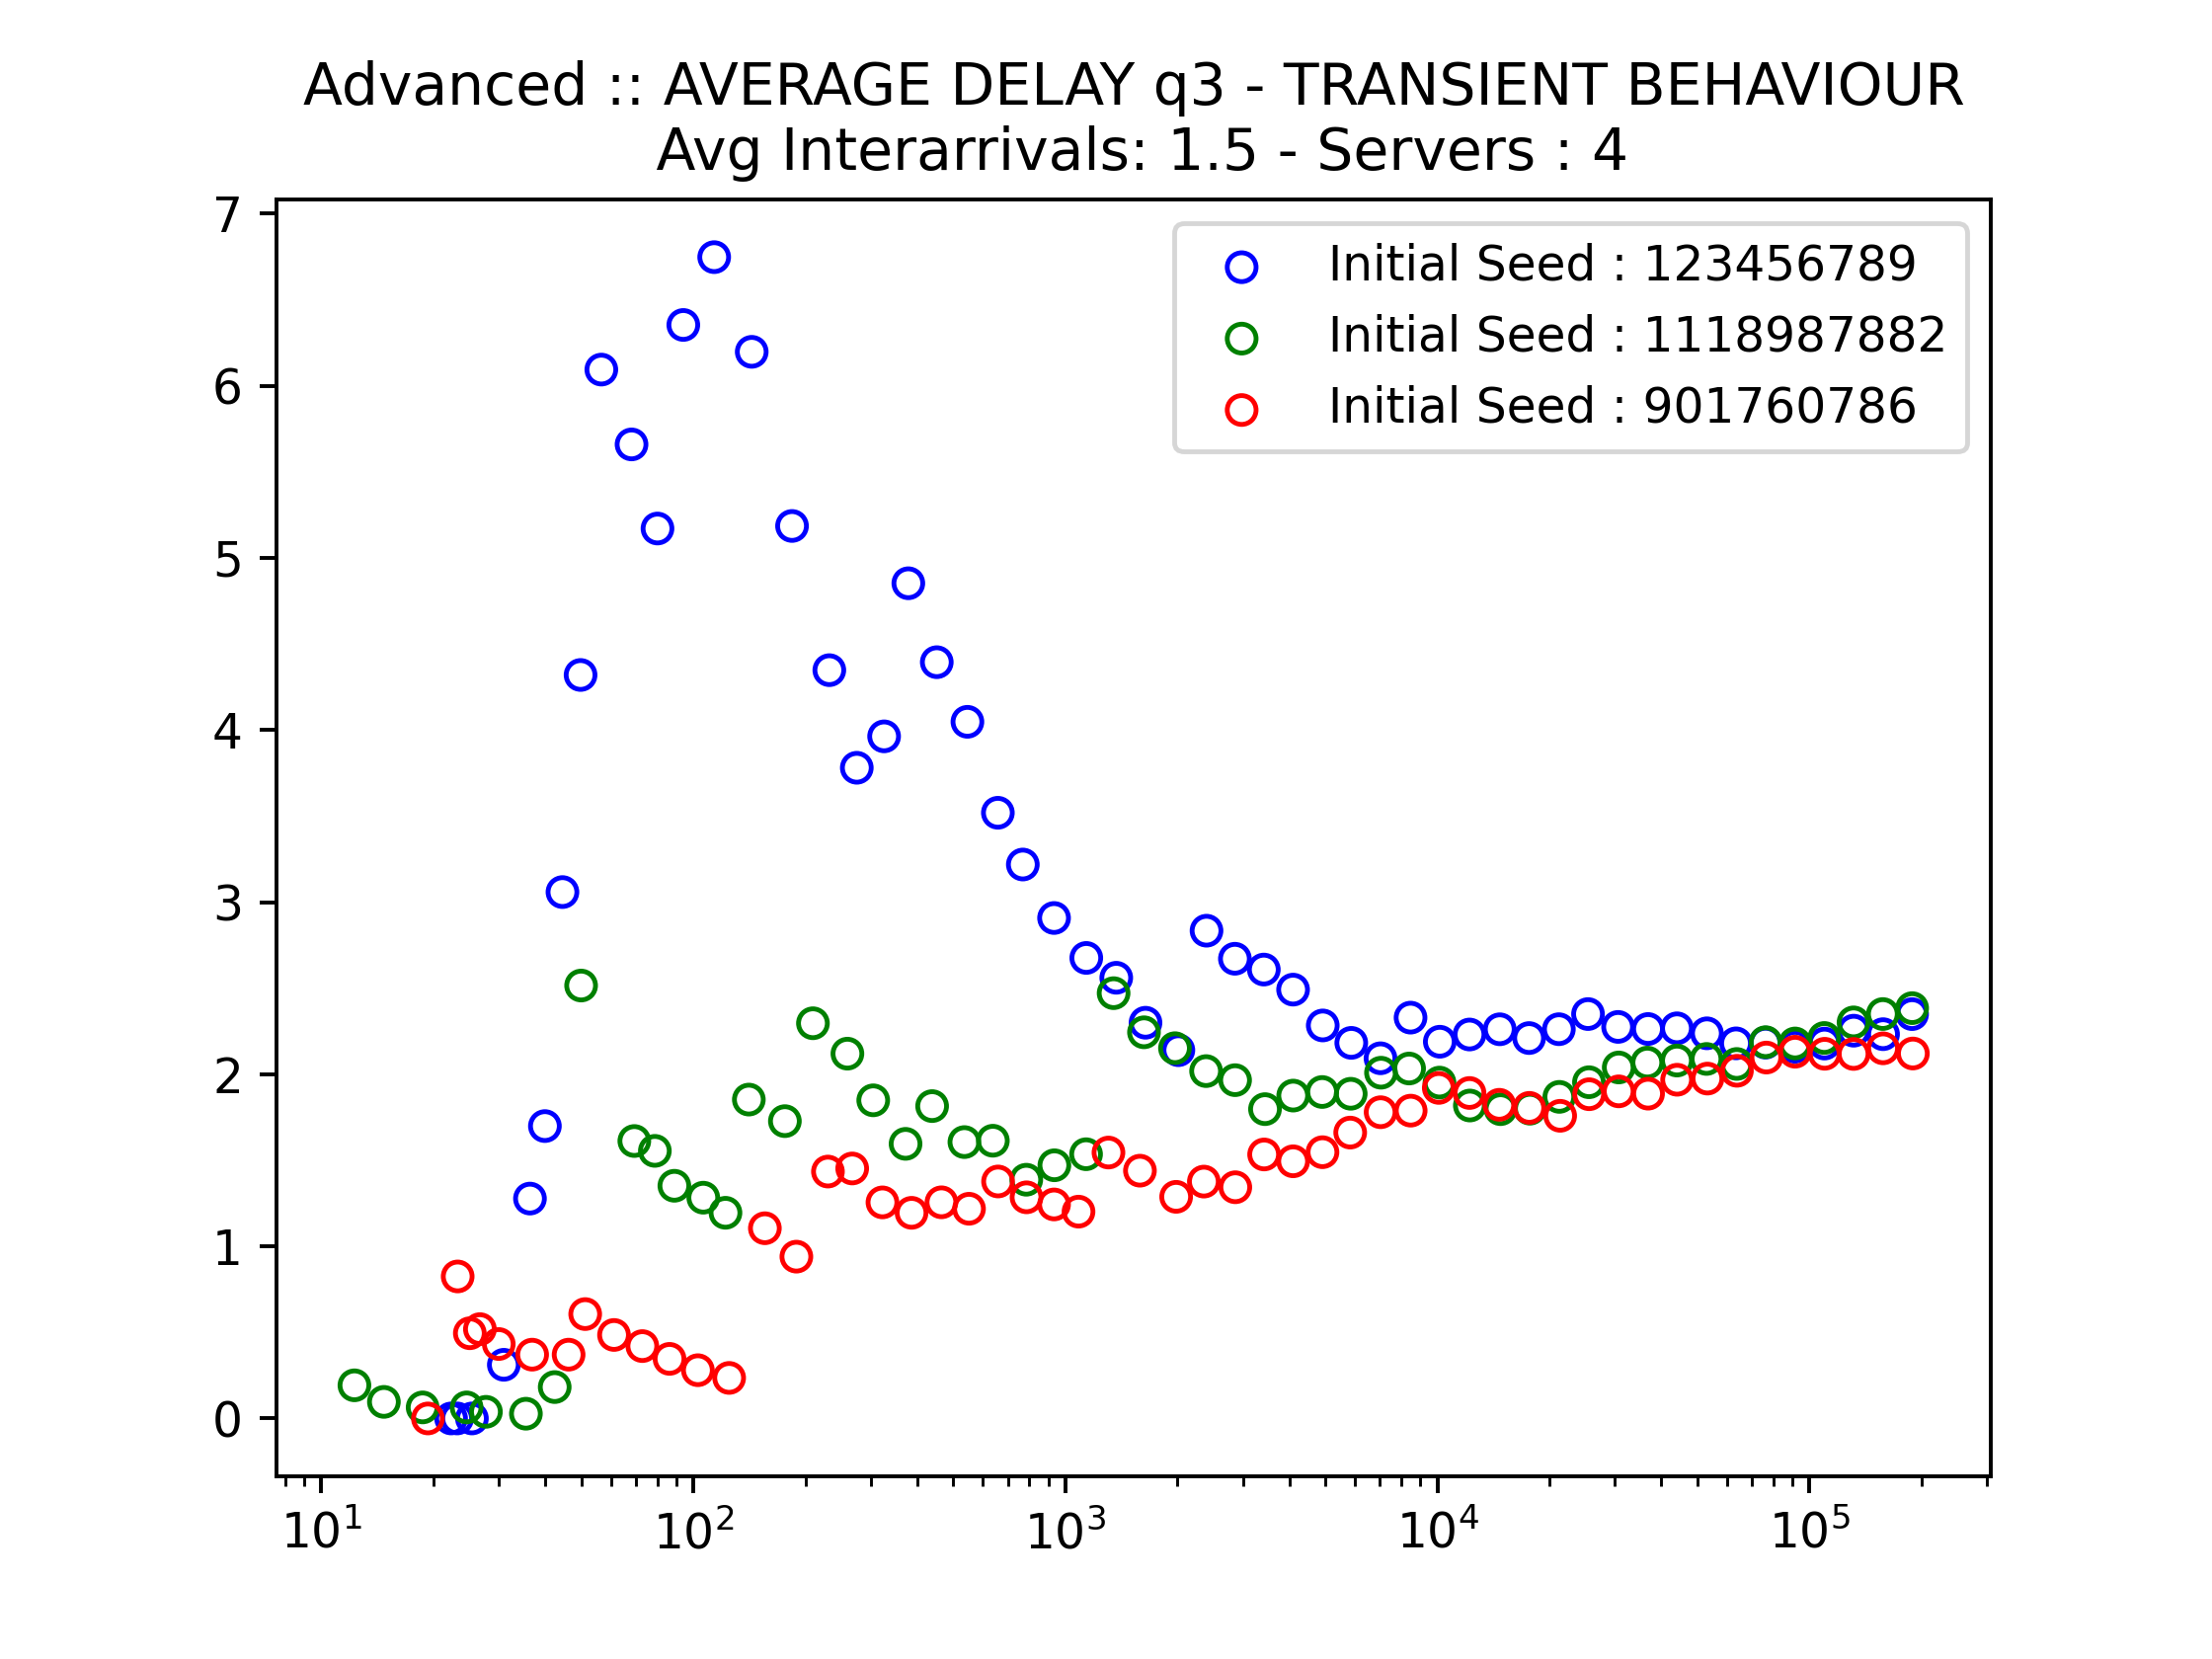 Advanced :: AVERAGE DELAY q3 - TRANSIENT BEHAVIOUR
Avg Interarrivals: 1.5 - Servers : 4
7
6
5
4
3
2
1
0
Initial Seed : 123456789
Initial Seed : 1118987882
Initial Seed : 901760786
10¹ 10² 10³ 10⁴ 10⁵